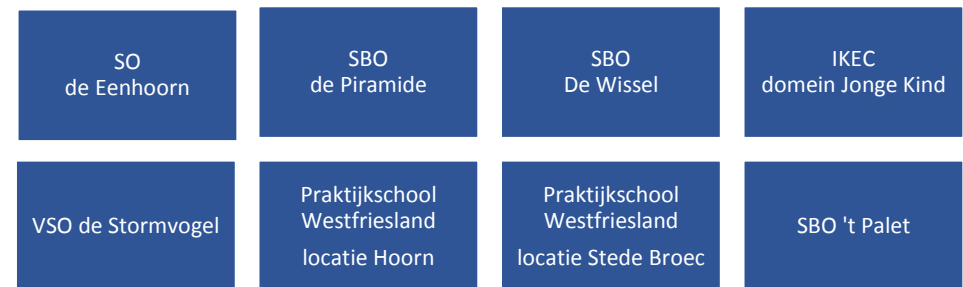 SO
de Eenhoorn
SBO
de Piramide
SBO
De Wissel
IKEC
domein Jonge Kind
VSO de Stormvogel
Praktijkschool
Westfriesland
locatie Hoorn
Praktijkschool
Westfriesland
locatie Stede Broec
SBO 't Palet